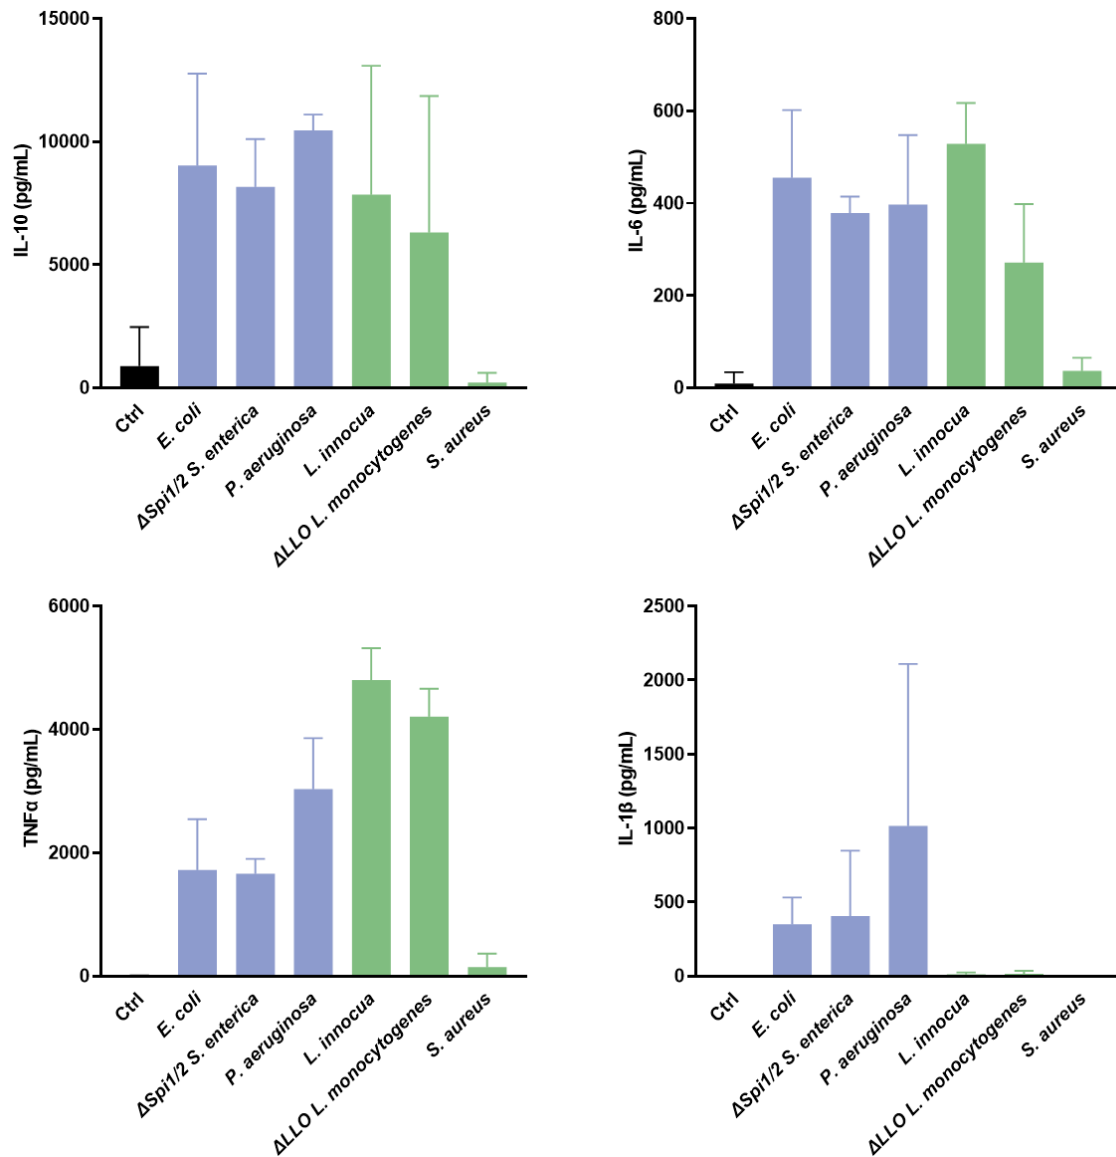 15000
10000
5000
0
IL-10 (pg/mL)
Ctrl
E. coli
ΔSpi1/2 S. enterica
P. aeruginosa
L. innocua
ΔLLO L. monocytogenes
S. aureus
800
600
400
200
0
IL-6 (pg/mL)
Ctrl
E. coli
ΔSpi1/2 S. enterica
P. aeruginosa
L. innocua
ΔLLO L. monocytogenes
S. aureus
6000
4000
2000
0
TNFα (pg/mL)
Ctrl
E. coli
ΔSpi1/2 S. enterica
P. aeruginosa
L. innocua
ΔLLO L. monocytogenes
S. aureus
2500
2000
1500
1000
500
0
IL-1β (pg/mL)
Ctrl
E. coli
ΔSpi1/2 S. enterica
P. aeruginosa
L. innocua
ΔLLO L. monocytogenes
S. aureus